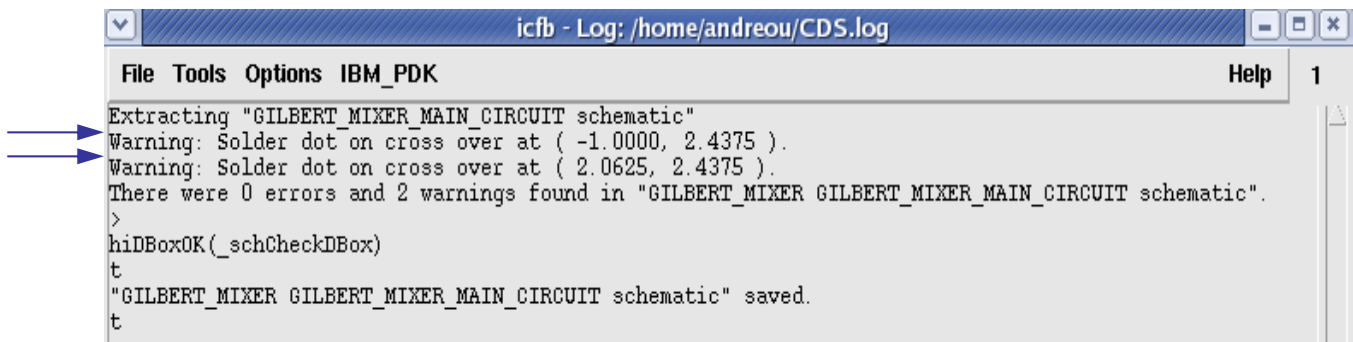 icfb - Log: /home/andreou/CDS.log
File Tools Options IBM_PDK Help 1
Extracting "GILBERT_MIXER_MAIN_CIRCUIT schematic"
Warning: Solder dot on cross over at ( -1.0000, 2.4375 ).
Warning: Solder dot on cross over at ( 2.0625, 2.4375 ).
There were 0 errors and 2 warnings found in "GILBERT_MIXER GILBERT_MIXER_MAIN_CIRCUIT schematic".
>
hiDBoxOK(_schCheckDBox)
t
"GILBERT_MIXER GILBERT_MIXER_MAIN_CIRCUIT schematic" saved.
t